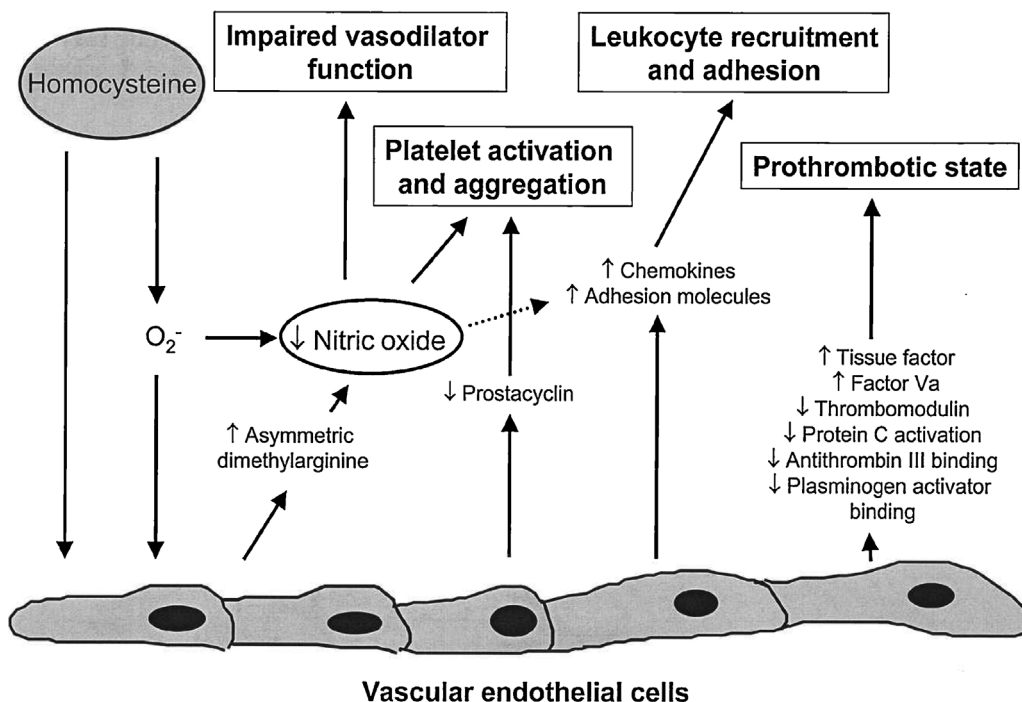 Homocysteine
Impaired vasodilator
function
Leukocyte recruitment
and adhesion
Platelet activation
and aggregation
Prothrombotic state
↑ Chemokines
↑ Adhesion molecules
O₂⁻
↓ Nitric oxide
↓ Prostacyclin
↑ Asymmetric
dimethylarginine
↑ Tissue factor
↑ Factor Va
↓ Thrombomodulin
↓ Protein C activation
↓ Antithrombin III binding
↓ Plasminogen activator
binding
Vascular endothelial cells